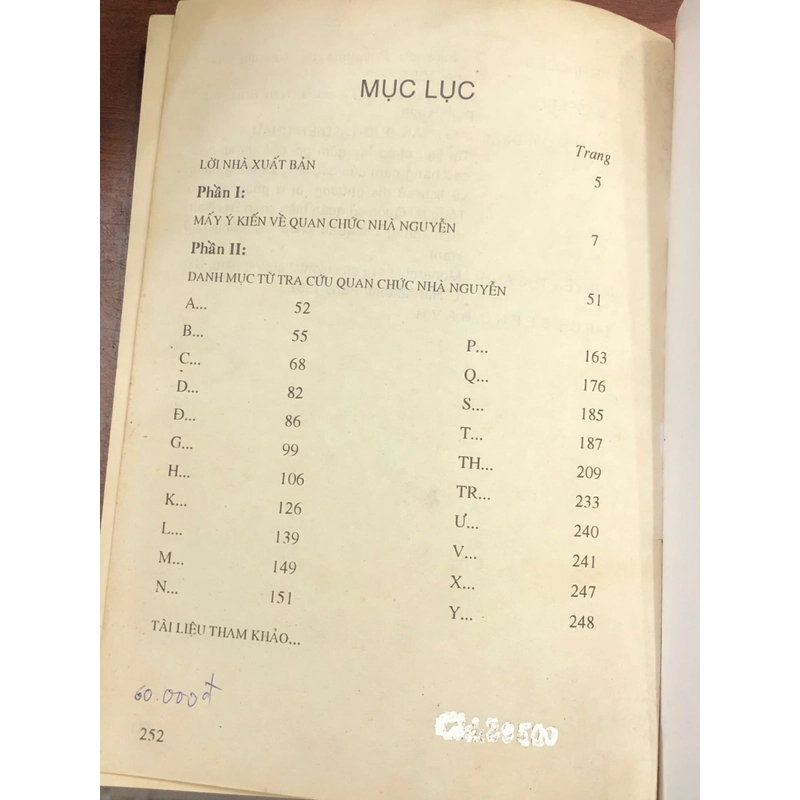 MỤC LỤC
Trang
LỜI NHÀ XUẤT BẢN 5
Phần I:
MẤY Ý KIẾN VỀ QUAN CHỨC NHÀ NGUYỄN 7
Phần II:
DANH MỤC TỪ TRA CỨU QUAN CHỨC NHÀ NGUYỄN 51
A... 52
B... 55
C... 68
D... 82
Đ... 86
G... 99
H... 106
K... 126
L... 139
M... 149
N... 151
P... 163
Q... 176
S... 185
T... 187
TH... 209
TR... 233
Ư... 240
V... 241
X... 247
Y... 248
TÀI LIỆU THAM KHẢO...
60.000đ
252